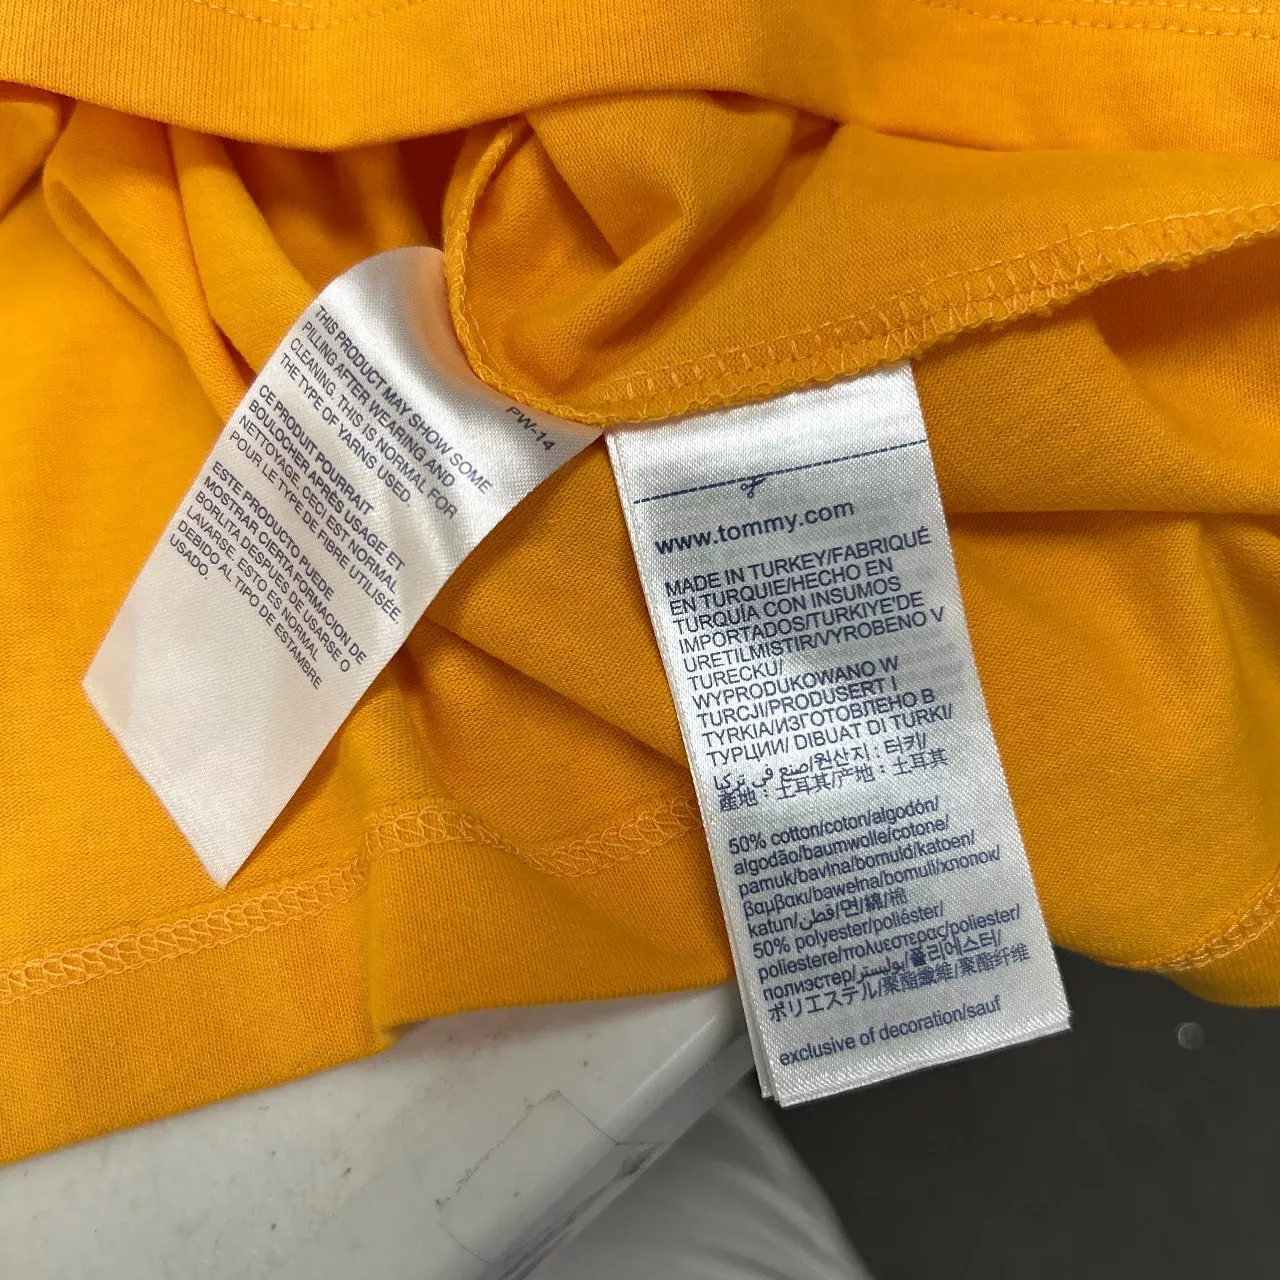 THIS PRODUCT MAY SHOW SOME
PILLING AFTER WEARING AND
CLEANING. THIS IS NORMAL FOR
THE TYPE OF YARNS USED.
CE PRODUIT POURRAIT
BOULOCHER APRÈS USAGE ET
NETTOYAGE, CECI EST NORMAL
POUR LE TYPE DE FIBRE UTILISÉE.
ESTE PRODUCTO PUEDE
MOSTRAR CIERTA FORMACION DE
BORLITA DESPUES DE USARSE O
LAVARSE. ESTO ES NORMAL
DEBIDO AL TIPO DE ESTAMBRE
USADO.
PW-14
www.tommy.com
MADE IN TURKEY/FABRIQUÉ
EN TURQUIE/HECHO EN
TURQUÍA CON INSUMOS
IMPORTADOS/TURKIYE'DE
URETILMISTIR/VYROBENO V
TURECKU/
WYPRODUKOWANO W
TURCJI/PRODUSERT I
TYRKIA/ИЗГОТОВЛЕНО В
ТУРЦИИ/ DIBUAT DI TURKI/
صنع في تركيا/원산지 : 터키/
產地：土耳其/产地：土耳其
50% cotton/coton/algodón/
algodão/baumwolle/cotone/
pamuk/bavlna/bomuld/katoen/
βαμβακι/bawełna/bomull/хлопок/
katun/قطن/면/綿/棉
50% polyester/poliéster/
poliestere/πολυεστερας/poliester/
полиэстер/بوليستر/폴리에스터/
ポリエステル/聚酯纖維/聚酯纤维
exclusive of decoration/sauf